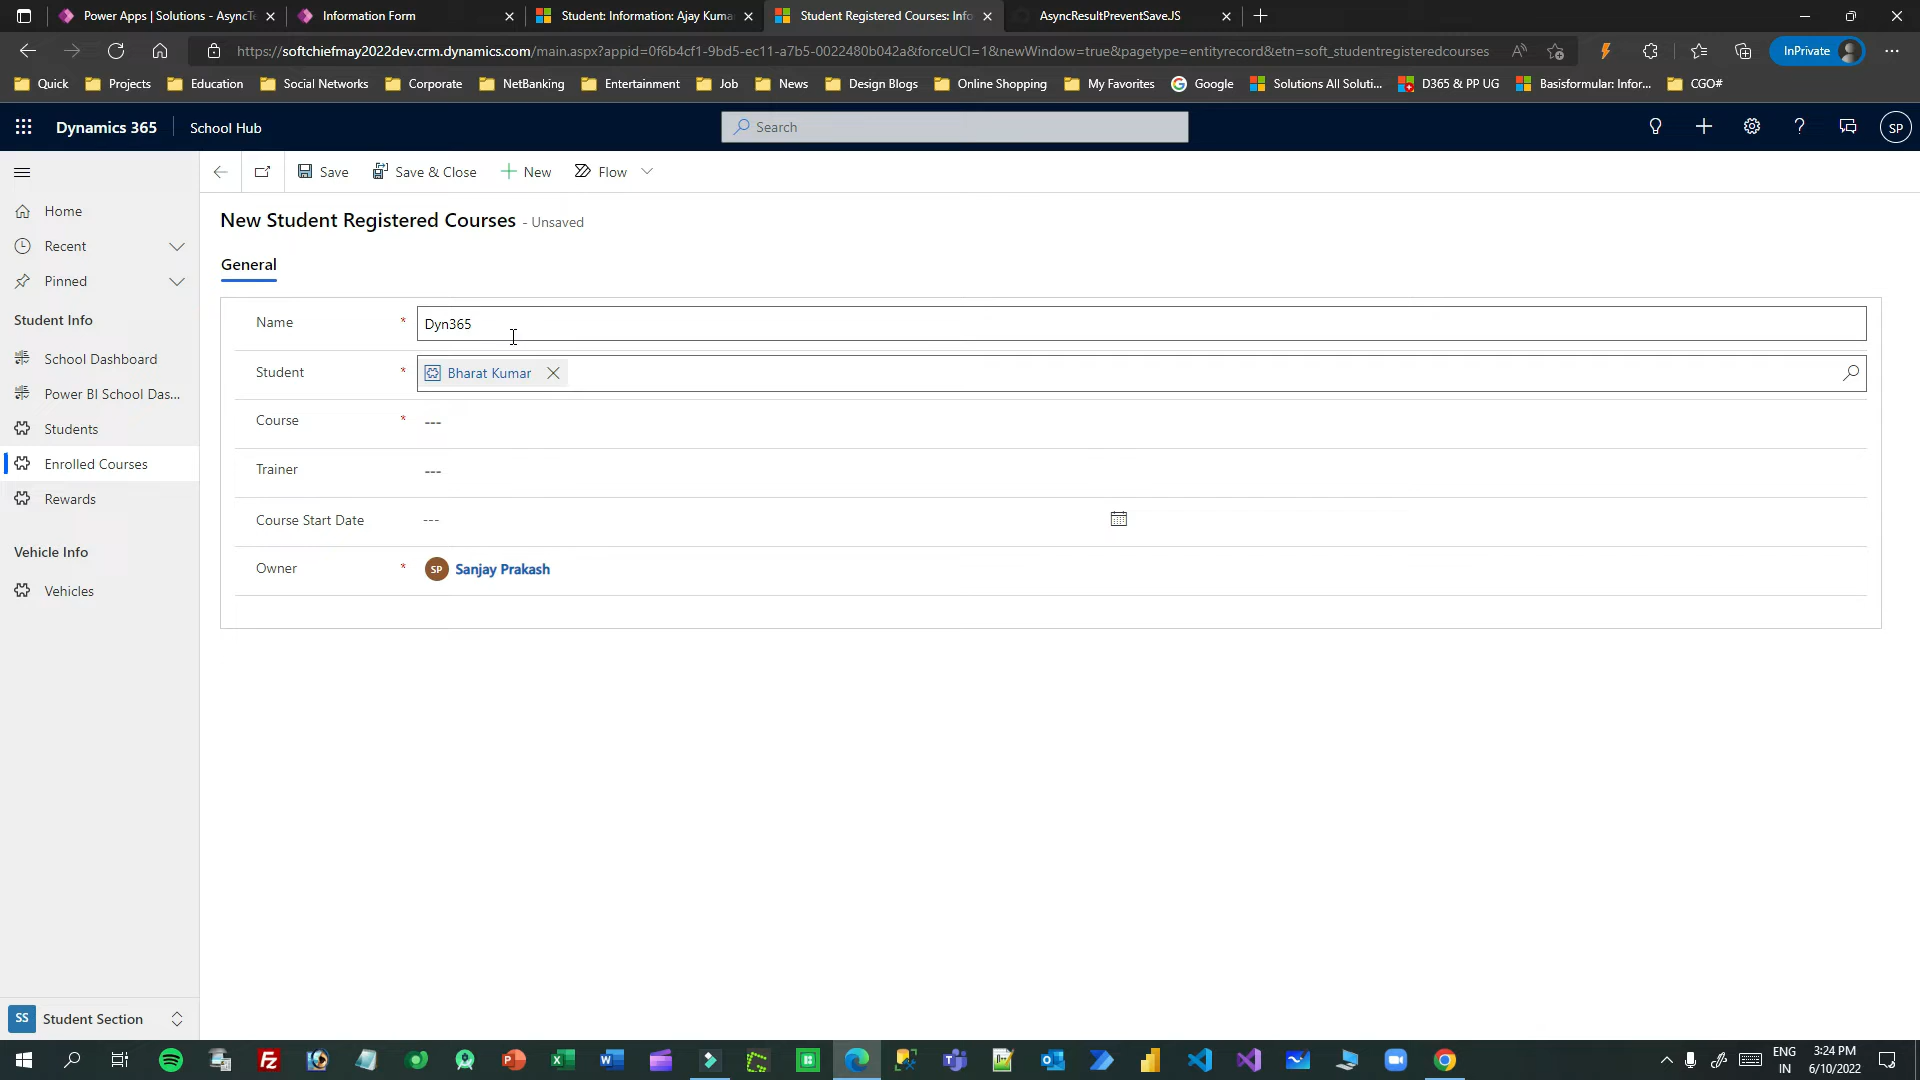 Power Apps | Solutions - AsyncTe
Information Form
Student: Information: Ajay Kuma
Student Registered Courses: Info
AsyncResultPreventSave.JS
https://softchiefmay2022dev.crm.dynamics.com/main.aspx?appid=0f6b4cf1-9bd5-ec11-a7b5-0022480b042a&forceUCI=1&newWindow=true&pagetype=entityrecord&etn=soft_studentregisteredcourses
InPrivate
Quick
Projects
Education
Social Networks
Corporate
NetBanking
Entertainment
Job
News
Design Blogs
Online Shopping
My Favorites
Google
Solutions All Soluti...
D365 & PP UG
Basisformular: Infor...
CGO#
Dynamics 365
School Hub
Search
SP
Save
Save & Close
New
Flow
Home
Recent
Pinned
Student Info
School Dashboard
Power BI School Das...
Students
Enrolled Courses
Rewards
Vehicle Info
Vehicles
SS
Student Section
New Student Registered Courses - Unsaved
General
Name * Dyn365
Student * Bharat Kumar
Course * ---
Trainer ---
Course Start Date ---
Owner * SP Sanjay Prakash
ENG
IN
3:24 PM
6/10/2022